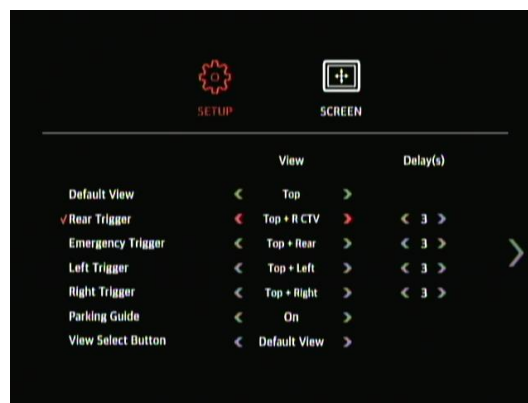 SETUP SCREEN
View Delay(s)
Default View Top
✓Rear Trigger Top + R CTV 3
Emergency Trigger Top + Rear 3
Left Trigger Top + Left 3
Right Trigger Top + Right 3
Parking Guide On
View Select Button Default View